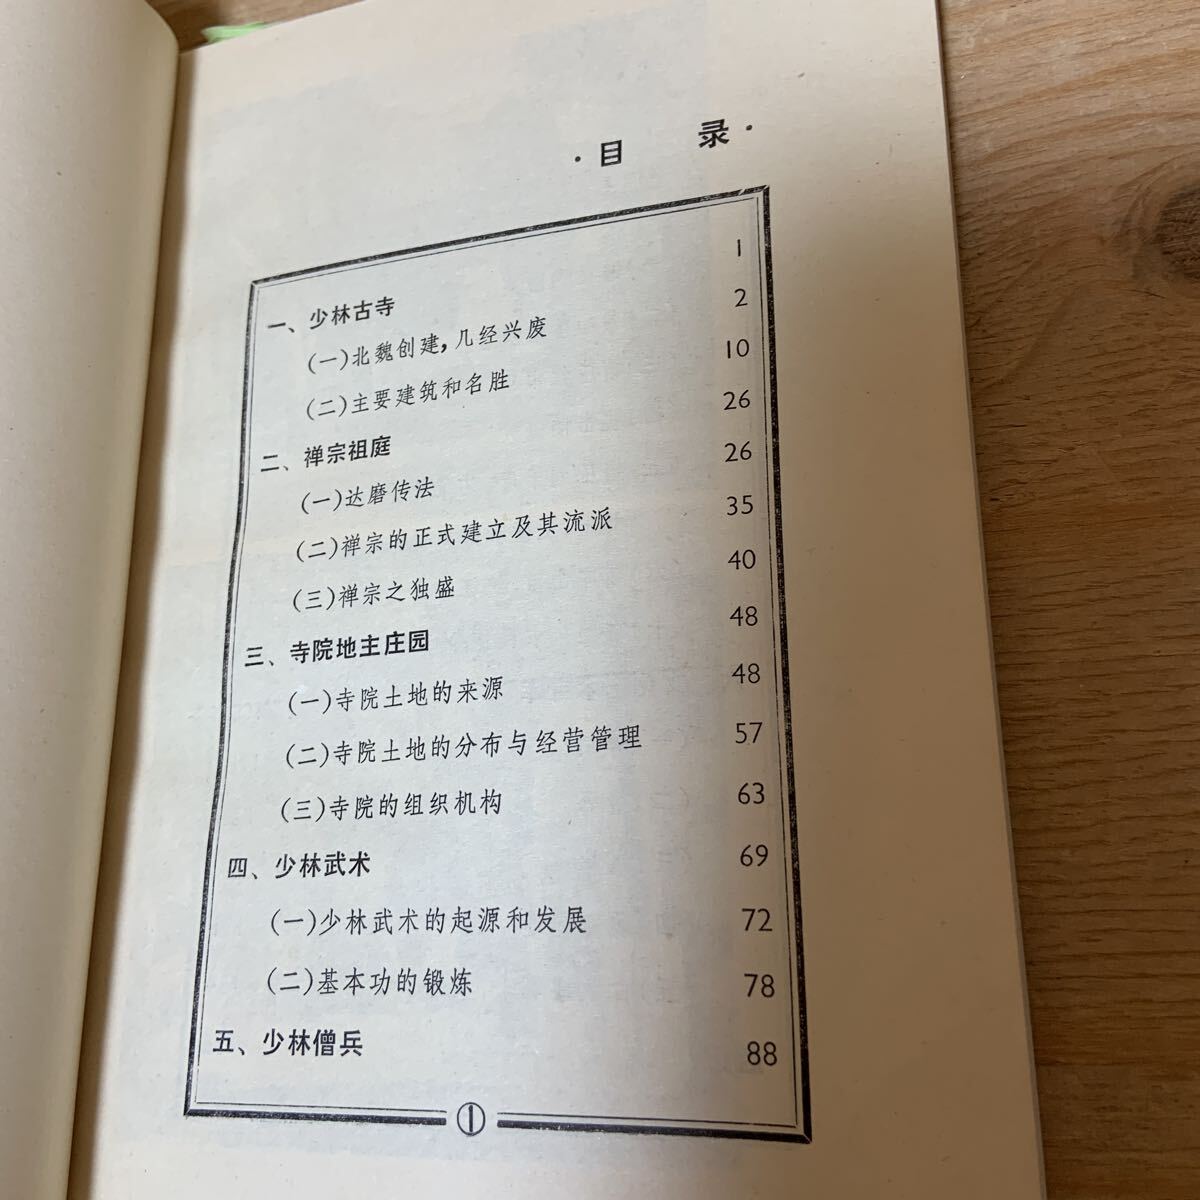 ·目 录·
一、少林古寺 1
(一)北魏创建,几经兴废 2
(二)主要建筑和名胜 10
二、禅宗祖庭 26
(一)达磨传法 26
(二)禅宗的正式建立及其流派 35
(三)禅宗之独盛 40
三、寺院地主庄园 48
(一)寺院土地的来源 48
(二)寺院土地的分布与经营管理 57
(三)寺院的组织机构 63
四、少林武术 69
(一)少林武术的起源和发展 72
(二)基本功的锻炼 78
五、少林僧兵 88
①